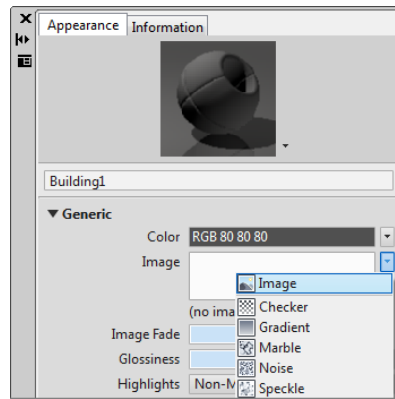 Appearance
Information
Building1
Generic
Color RGB 80 80 80
Image
Image
(no ima
Checker
Image Fade
Gradient
Marble
Glossiness
Noise
Highlights Non-M
Speckle